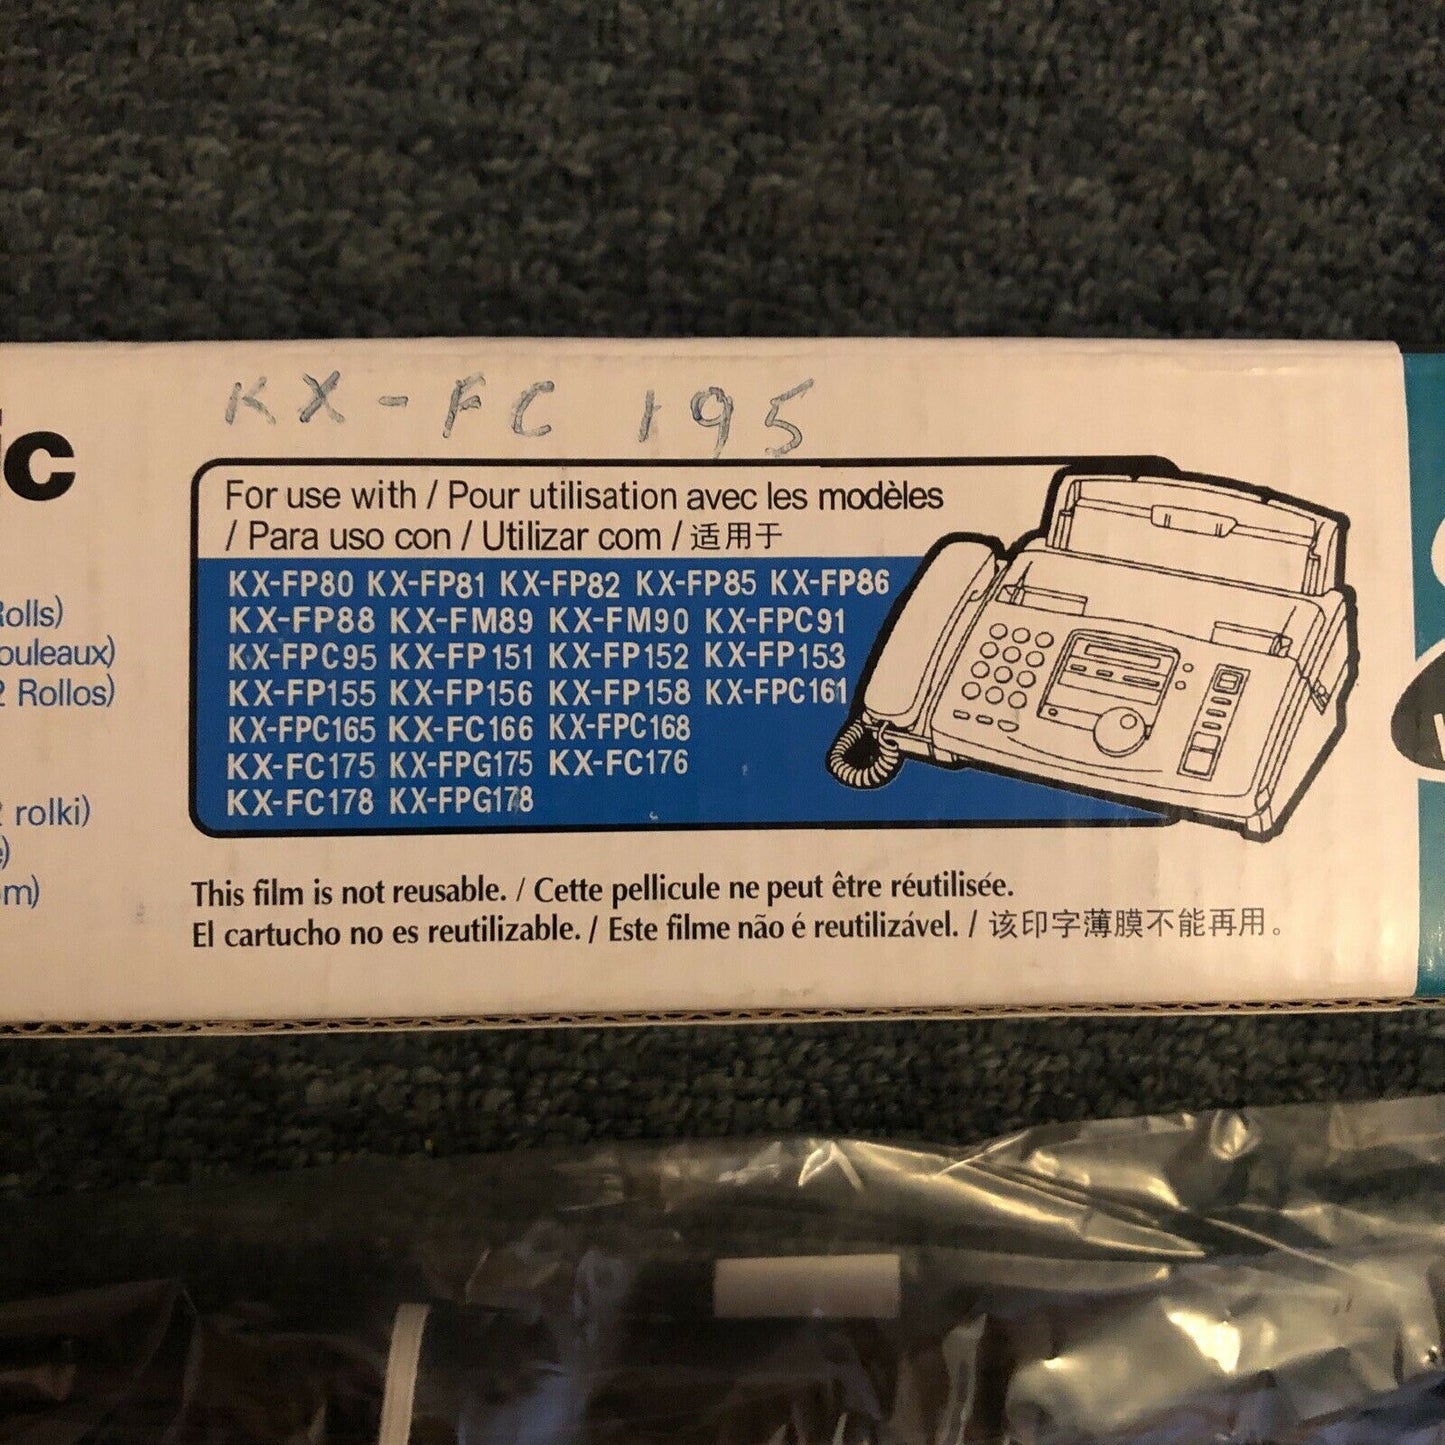 KX-FC 195
ic
For use with / Pour utilisation avec les modèles
/ Para uso con / Utilizar com / 适用于
KX-FP80 KX-FP81 KX-FP82 KX-FP85 KX-FP86
KX-FP88 KX-FM89 KX-FM90 KX-FPC91
KX-FPC95 KX-FP151 KX-FP152 KX-FP153
KX-FP155 KX-FP156 KX-FP158 KX-FPC161
KX-FPC165 KX-FC166 KX-FPC168
KX-FC175 KX-FPG175 KX-FC176
KX-FC178 KX-FPG178
This film is not reusable. / Cette pellicule ne peut être réutilisée.
El cartucho no es reutilizable. / Este filme não é reutilizável. / 该印字薄膜不能再用。
Rolls)
ouleaux)
2 Rollos)
2 rolki)
m)